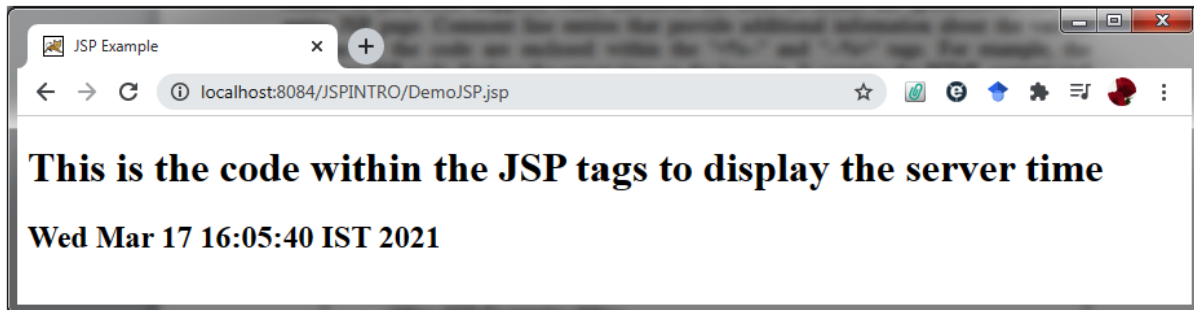 JSP Example
localhost:8084/JSPINTRO/DemoJSP.jsp
This is the code within the JSP tags to display the server time
Wed Mar 17 16:05:40 IST 2021